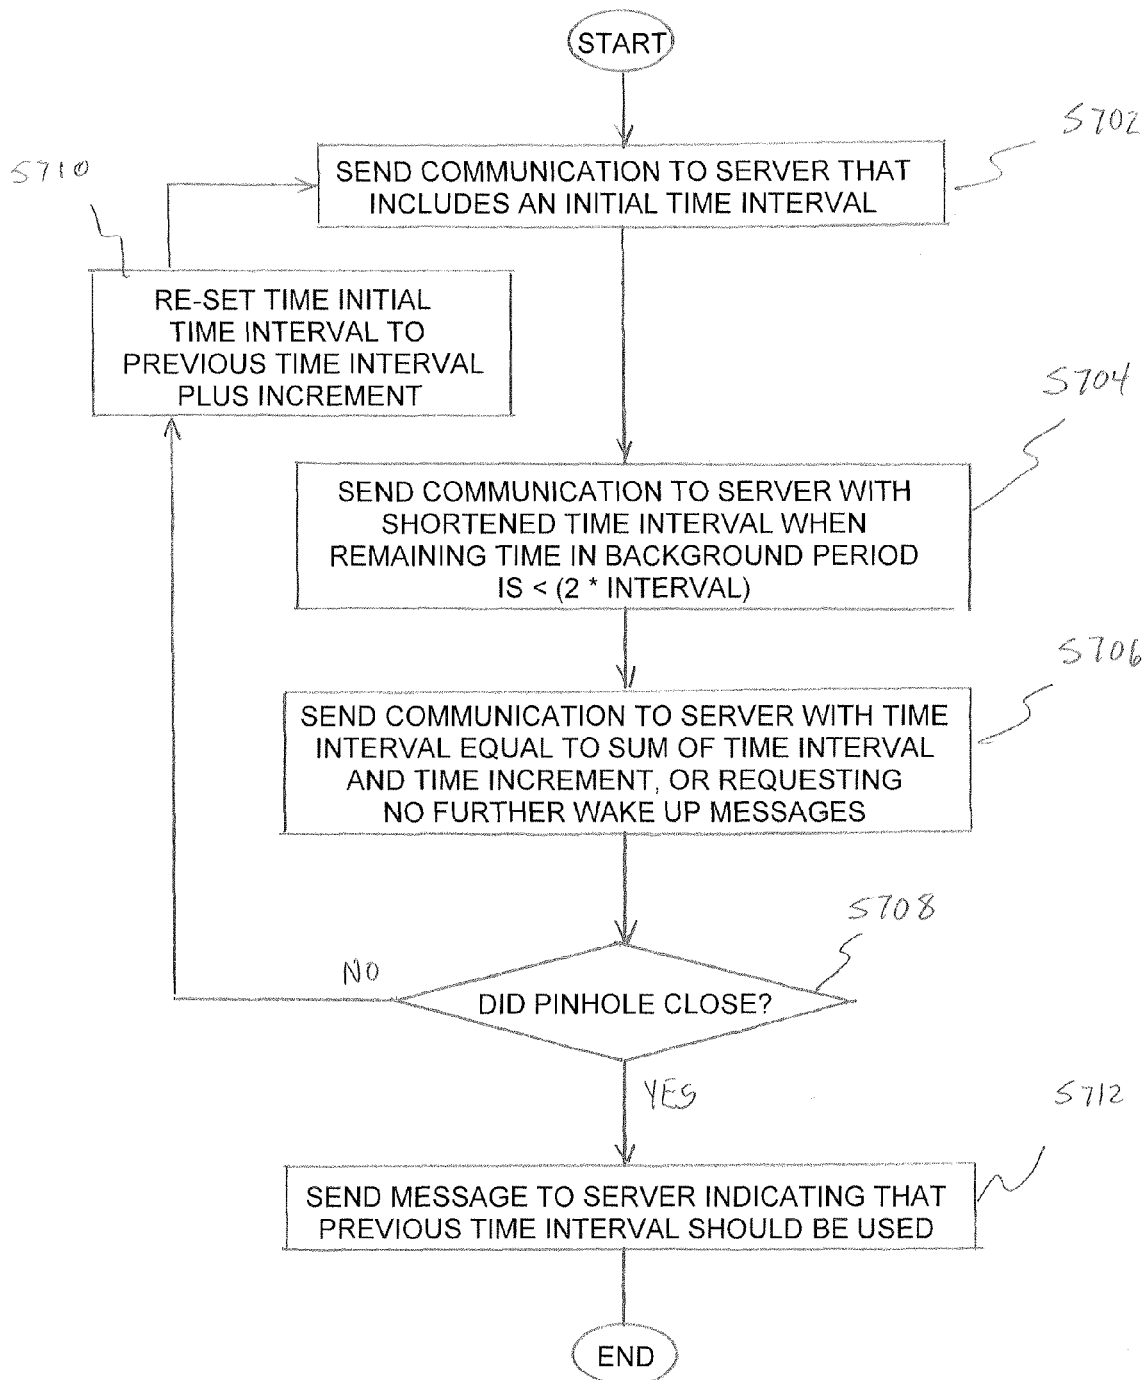 START
S702
SEND COMMUNICATION TO SERVER THAT
INCLUDES AN INITIAL TIME INTERVAL
S710
RE-SET TIME INITIAL
TIME INTERVAL TO
PREVIOUS TIME INTERVAL
PLUS INCREMENT
S704
SEND COMMUNICATION TO SERVER WITH
SHORTENED TIME INTERVAL WHEN
REMAINING TIME IN BACKGROUND PERIOD
IS < (2 * INTERVAL)
S706
SEND COMMUNICATION TO SERVER WITH TIME
INTERVAL EQUAL TO SUM OF TIME INTERVAL
AND TIME INCREMENT, OR REQUESTING
NO FURTHER WAKE UP MESSAGES
S708
NO
DID PINHOLE CLOSE?
YES
S712
SEND MESSAGE TO SERVER INDICATING THAT
PREVIOUS TIME INTERVAL SHOULD BE USED
END